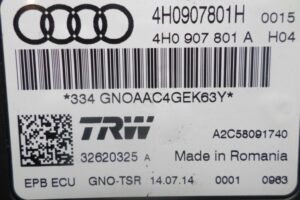 4H0907801H 0015
4H0 907 801 A H04
*334 GNOAAC4GEK63Y*
TRW A2C58091740
32620325 A Made in Romania
EPB ECU GNO-TSR 14.07.14 0001 0963